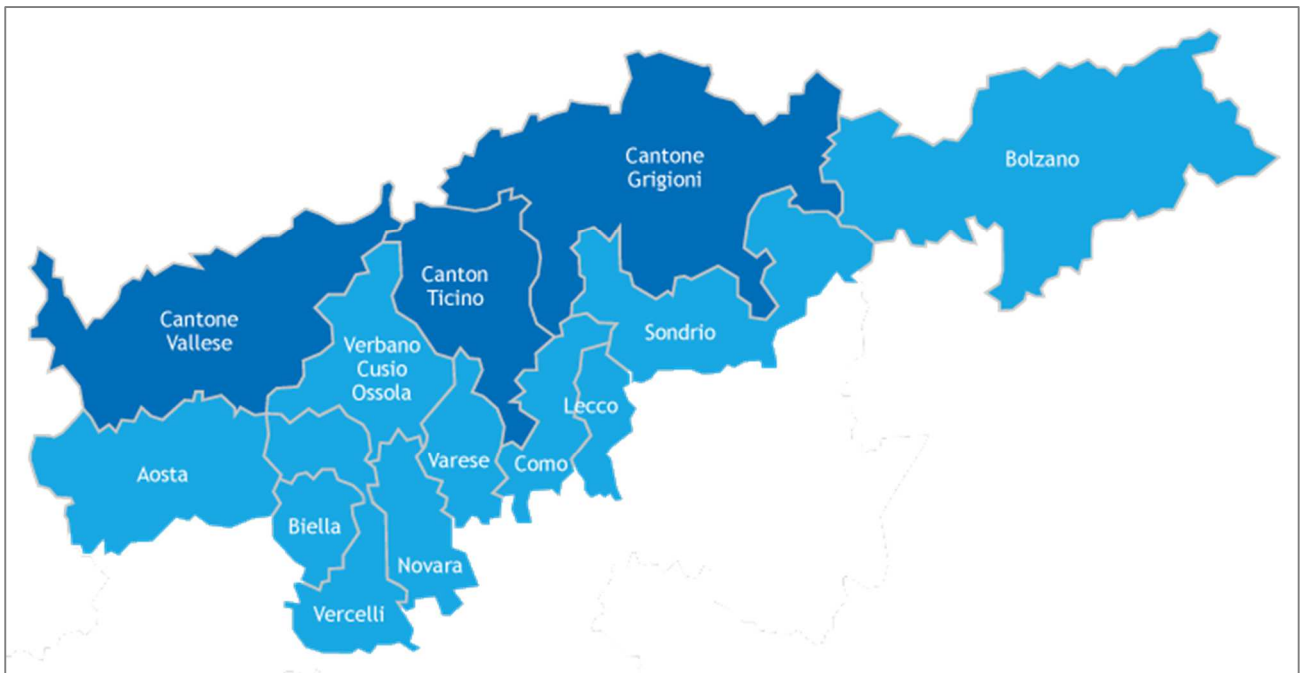 Cantone
Grigioni
Bolzano
Canton
Ticino
Cantone
Vallese
Verbano
Cusio
Ossola
Sondrio
Lecco
Varese
Como
Aosta
Biella
Novara
Vercelli